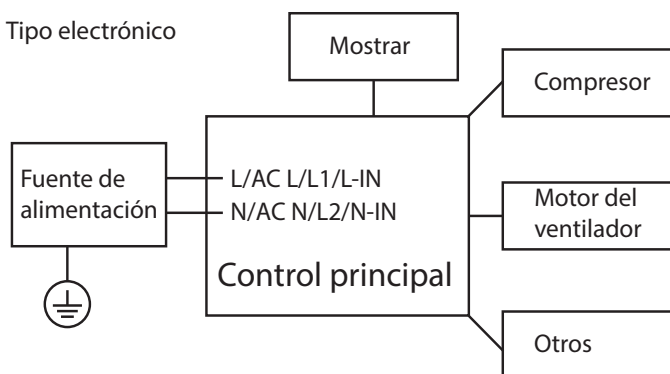 Tipo electrónico
Mostrar
Compresor
Fuente de
alimentación
L/AC L/L1/L-IN
N/AC N/L2/N-IN
Control principal
Motor del
ventilador
Otros